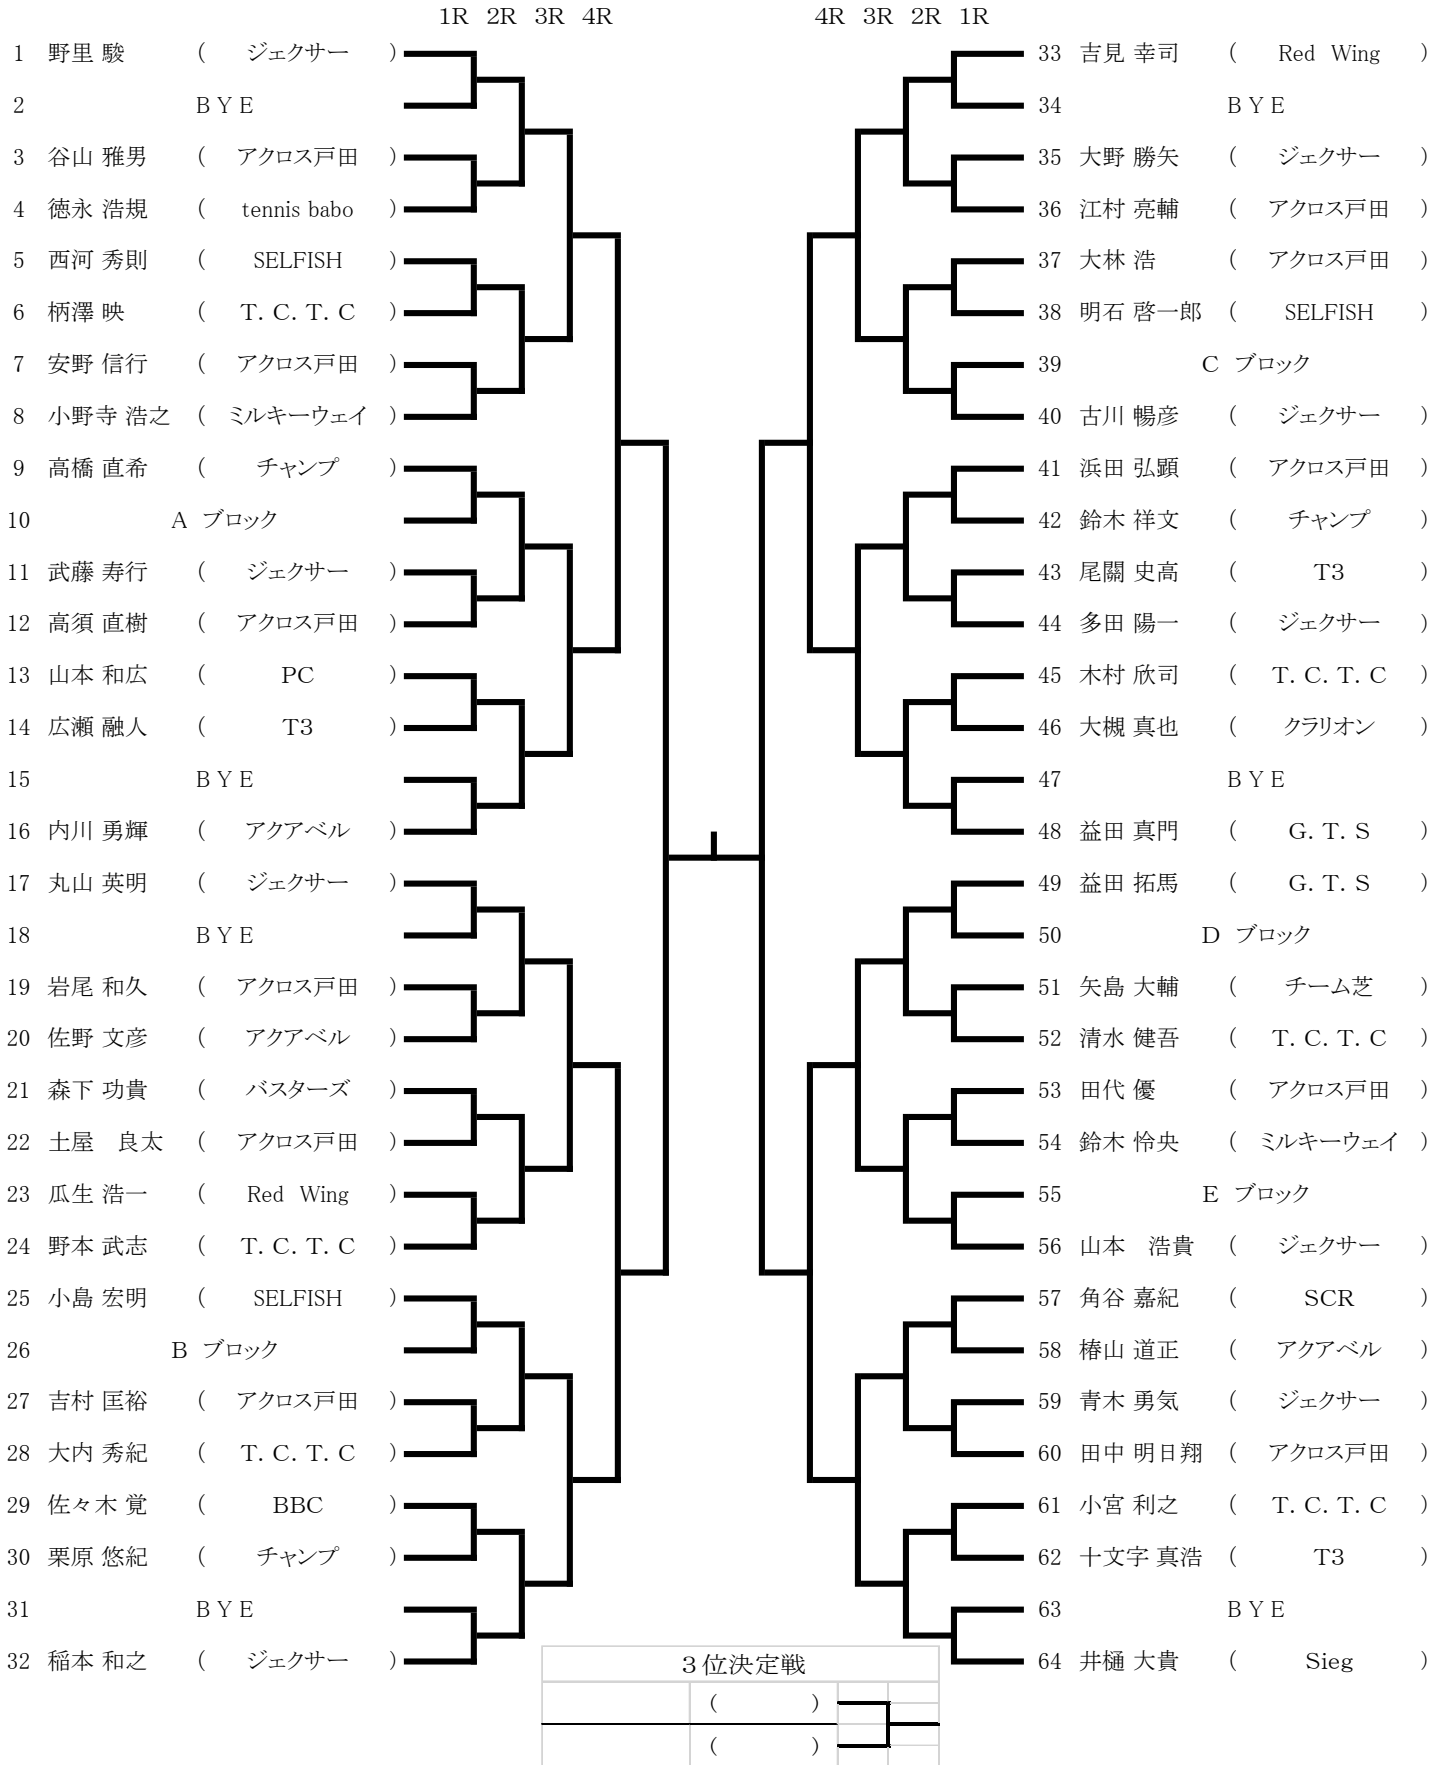 1R 2R 3R 4R
1 野里 駿 ( ジェクサー )
2 B Y E
3 谷山 雅男 ( アクロス戸田 )
4 徳永 浩規 ( tennis babo )
5 西河 秀則 ( SELFISH )
6 柄澤 映 ( T．C．T．C )
7 安野 信行 ( アクロス戸田 )
8 小野寺 浩之 ( ミルキーウェイ )
9 高橋 直希 ( チャンプ )
10 A ブロック
11 武藤 寿行 ( ジェクサー )
12 高須 直樹 ( アクロス戸田 )
13 山本 和広 ( PC )
14 広瀬 融人 ( T3 )
15 B Y E
16 内川 勇輝 ( アクアベル )
17 丸山 英明 ( ジェクサー )
18 B Y E
19 岩尾 和久 ( アクロス戸田 )
20 佐野 文彦 ( アクアベル )
21 森下 功貴 ( バスターズ )
22 土屋　良太 ( アクロス戸田 )
23 瓜生 浩一 ( Red Wing )
24 野本 武志 ( T．C．T．C )
25 小島 宏明 ( SELFISH )
26 B ブロック
27 吉村 匡裕 ( アクロス戸田 )
28 大内 秀紀 ( T．C．T．C )
29 佐々木 覚 ( BBC )
30 栗原 悠紀 ( チャンプ )
31 B Y E
32 稲本 和之 ( ジェクサー )
4R 3R 2R 1R
33 吉見 幸司 ( Red Wing )
34 B Y E
35 大野 勝矢 ( ジェクサー )
36 江村 亮輔 ( アクロス戸田 )
37 大林 浩 ( アクロス戸田 )
38 明石 啓一郎 ( SELFISH )
39 C ブロック
40 古川 暢彦 ( ジェクサー )
41 浜田 弘顕 ( アクロス戸田 )
42 鈴木 祥文 ( チャンプ )
43 尾關 史高 ( T3 )
44 多田 陽一 ( ジェクサー )
45 木村 欣司 ( T．C．T．C )
46 大槻 真也 ( クラリオン )
47 B Y E
48 益田 真門 ( G．T．S )
49 益田 拓馬 ( G．T．S )
50 D ブロック
51 矢島 大輔 ( チーム芝 )
52 清水 健吾 ( T．C．T．C )
53 田代 優 ( アクロス戸田 )
54 鈴木 怜央 ( ミルキーウェイ )
55 E ブロック
56 山本　浩貴 ( ジェクサー )
57 角谷 嘉紀 ( SCR )
58 椿山 道正 ( アクアベル )
59 青木 勇気 ( ジェクサー )
60 田中 明日翔 ( アクロス戸田 )
61 小宮 利之 ( T．C．T．C )
62 十文字 真浩 ( T3 )
63 B Y E
64 井樋 大貴 ( Sieg )
３位決定戦
( )
( )